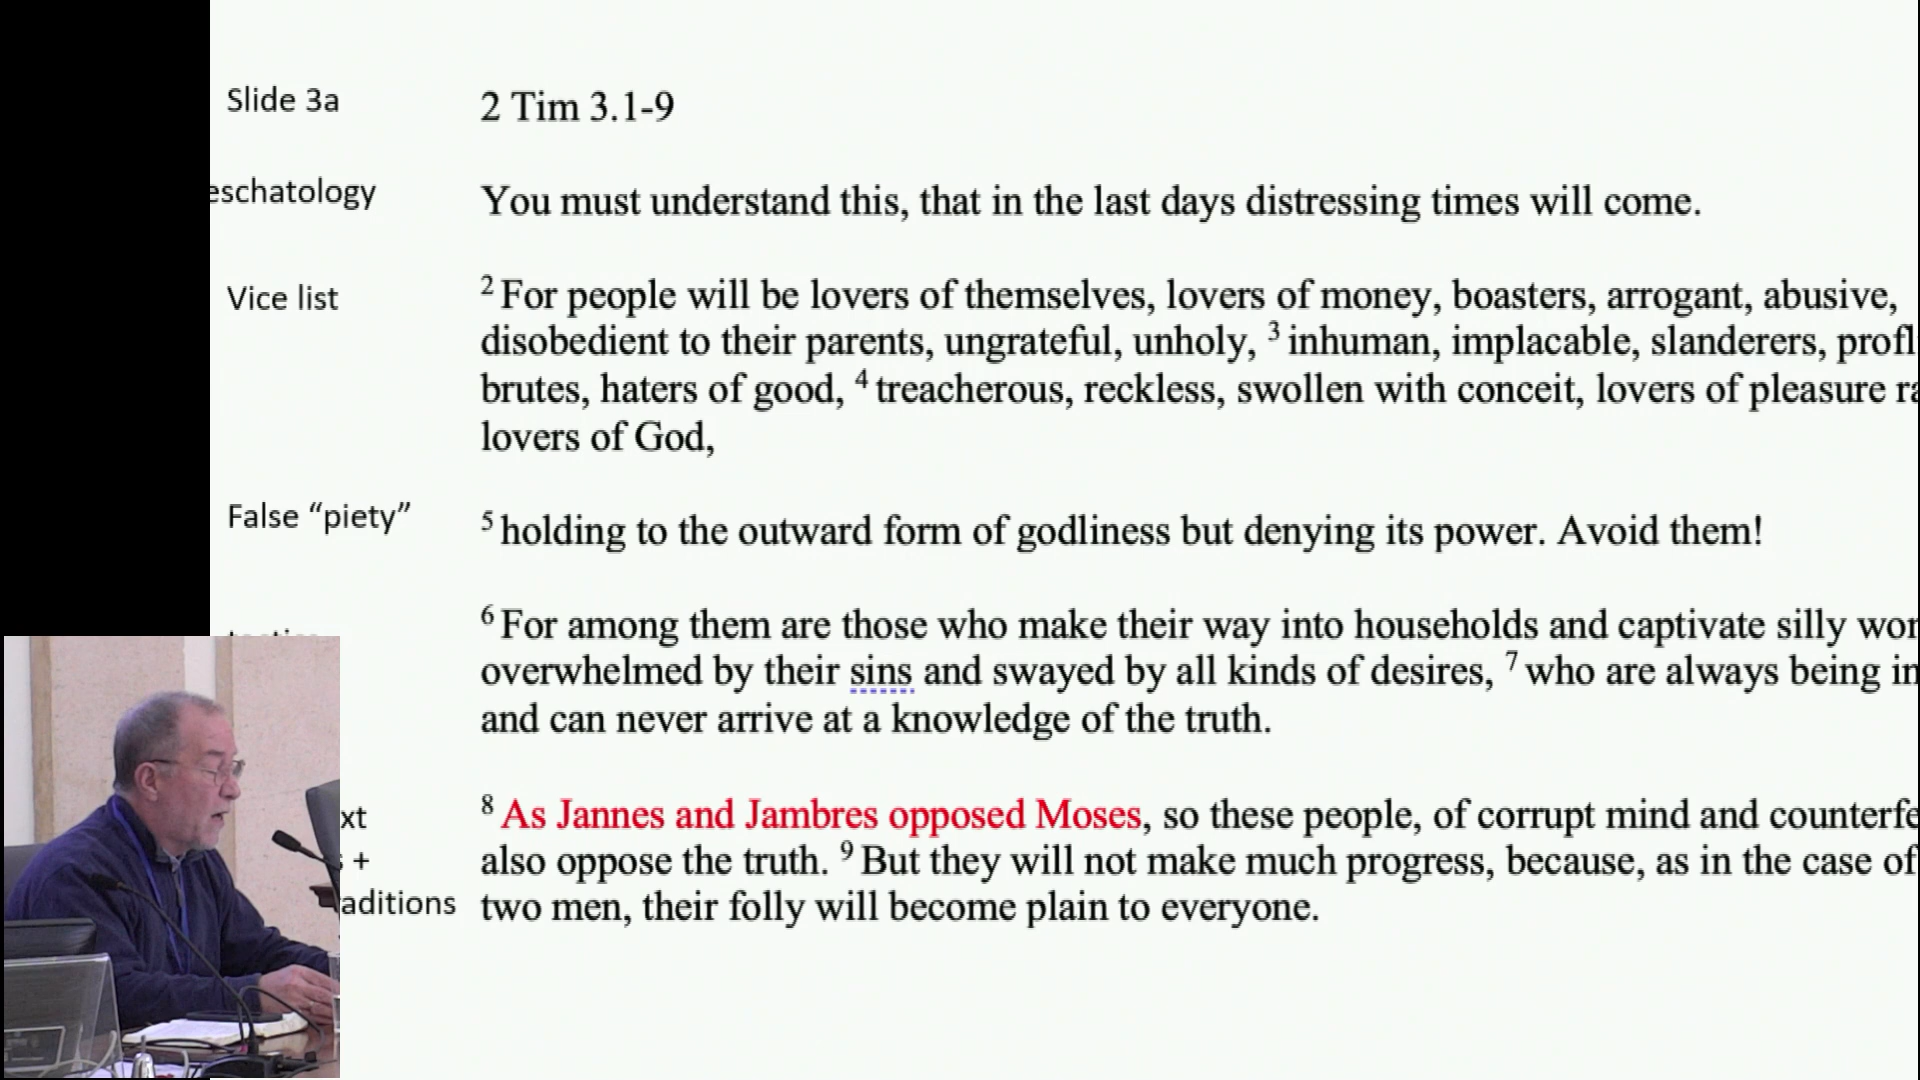 Slide 3a
2 Tim 3.1-9
eschatology
You must understand this, that in the last days distressing times will come.
Vice list
2 For people will be lovers of themselves, lovers of money, boasters, arrogant, abusive,
disobedient to their parents, ungrateful, unholy, 3 inhuman, implacable, slanderers,
brutes, haters of good, 4 treacherous, reckless, swollen with conceit, lovers of pleasure
lovers of God,
False “piety”
5 holding to the outward form of godliness but denying its power. Avoid them!
6 For among them are those who make their way into households and captivate silly
overwhelmed by their sins and swayed by all kinds of desires, 7 who are always being
and can never arrive at a knowledge of the truth.
8 As Jannes and Jambres opposed Moses, so these people, of corrupt mind and
also oppose the truth. 9 But they will not make much progress, because, as in the case of
+
two men, their folly will become plain to everyone.